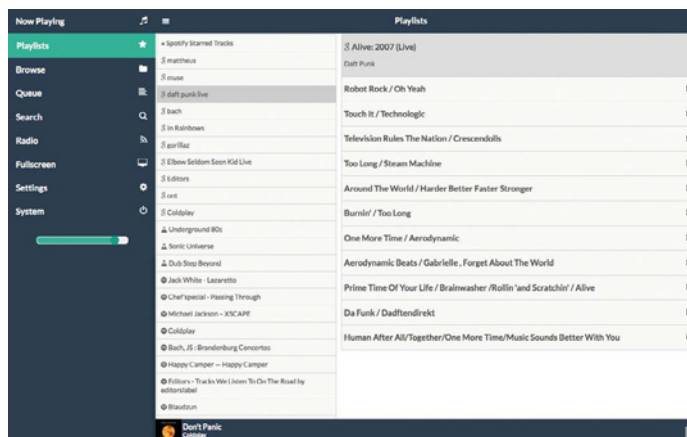 Now Playing
Playlists
Browse
Queue
Search
Radio
Fullscreen
Settings
System
Playlists
Spotify Starred Tracks
mattheus
muse
daft punk live
bach
In Rainbows
gorillaz
Elbow Seldom Seen Kid Live
Editors
ont
Coldplay
Underground 80s
Sonic Universe
Dub Step Beyond
Jack White - Lazaretto
Chef'special - Passing Through
Michael Jackson – XSCAPE
Coldplay
Bach, JS : Brandenburg Concertos
Happy Camper — Happy Camper
Editors - Tracks We Listen To On The Road by
editorslabel
Blaudzun
Alive: 2007 (Live)
Daft Punk
Robot Rock / Oh Yeah
Touch It / Technologic
Television Rules The Nation / Crescendolls
Too Long / Steam Machine
Around The World / Harder Better Faster Stronger
Burnin' / Too Long
One More Time / Aerodynamic
Aerodynamic Beats / Gabrielle , Forget About The World
Prime Time Of Your Life / Brainwasher /Rollin 'and Scratchin' / Alive
Da Funk / Dadftendirekt
Human After All/Together/One More Time/Music Sounds Better With You
Don't Panic
Coldplay